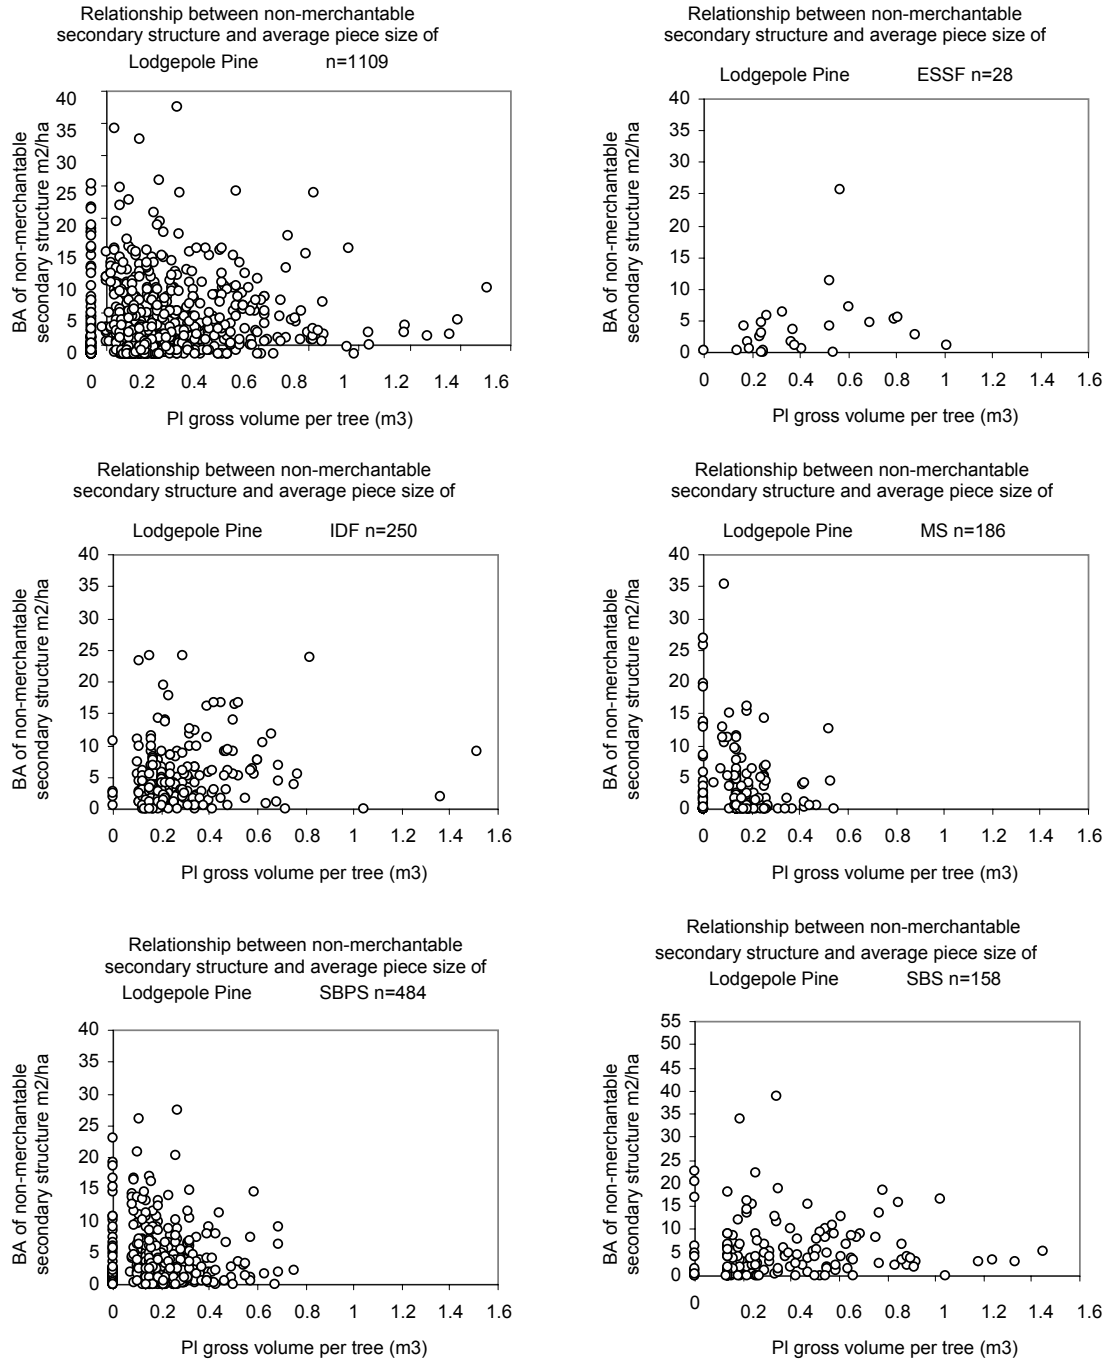 Relationship between non-merchantable
secondary structure and average piece size of
Lodgepole Pine n=1109
40
35
30
25
20
15
10
5
0
BA of non-merchantable
secondary structure m2/ha
0 0.2 0.4 0.6 0.8 1 1.2 1.4 1.6
Pl gross volume per tree (m3)
Relationship between non-merchantable
secondary structure and average piece size of
Lodgepole Pine ESSF n=28
40
35
30
25
20
15
10
5
0
BA of non-merchantable
secondary structure m2/ha
0 0.2 0.4 0.6 0.8 1 1.2 1.4 1.6
Pl gross volume per tree (m3)
Relationship between non-merchantable
secondary structure and average piece size of
Lodgepole Pine IDF n=250
40
35
30
25
20
15
10
5
0
BA of non-merchantable
secondary structure m2/ha
0 0.2 0.4 0.6 0.8 1 1.2 1.4 1.6
Pl gross volume per tree (m3)
Relationship between non-merchantable
secondary structure and average piece size of
Lodgepole Pine MS n=186
40
35
30
25
20
15
10
5
0
BA of non-merchantable
secondary structure m2/ha
0 0.2 0.4 0.6 0.8 1 1.2 1.4 1.6
Pl gross volume per tree (m3)
Relationship between non-merchantable
secondary structure and average piece size of
Lodgepole Pine SBPS n=484
40
35
30
25
20
15
10
5
0
BA of non-merchantable
secondary structure m2/ha
0 0.2 0.4 0.6 0.8 1 1.2 1.4 1.6
Pl gross volume per tree (m3)
Relationship between non-merchantable
secondary structure and average piece size of
Lodgepole Pine SBS n=158
55
50
45
40
35
30
25
20
15
10
5
0
BA of non-merchantable
secondary structure m2/ha
0 0.2 0.4 0.6 0.8 1 1.2 1.4 1.6
Pl gross volume per tree (m3)